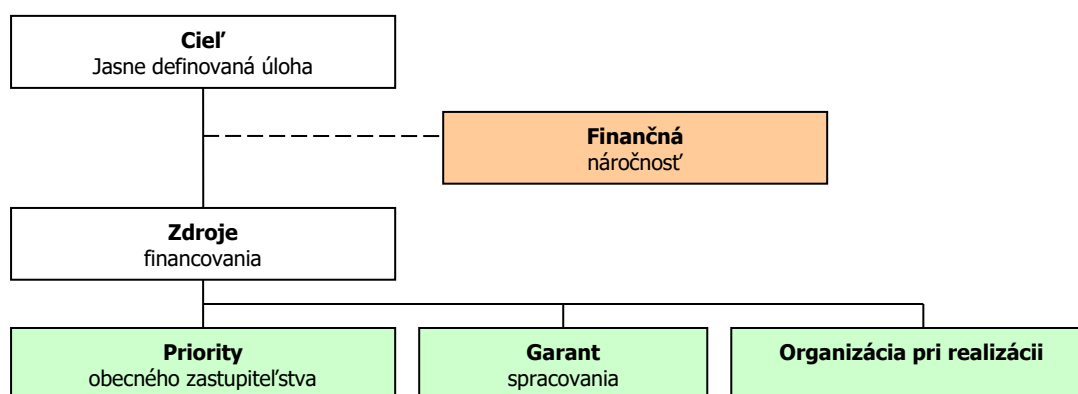 Cieľ
Jasne definovaná úloha
Finančná
náročnosť
Zdroje
financovania
Priority
obecného zastupiteľstva
Garant
spracovania
Organizácia pri realizácii